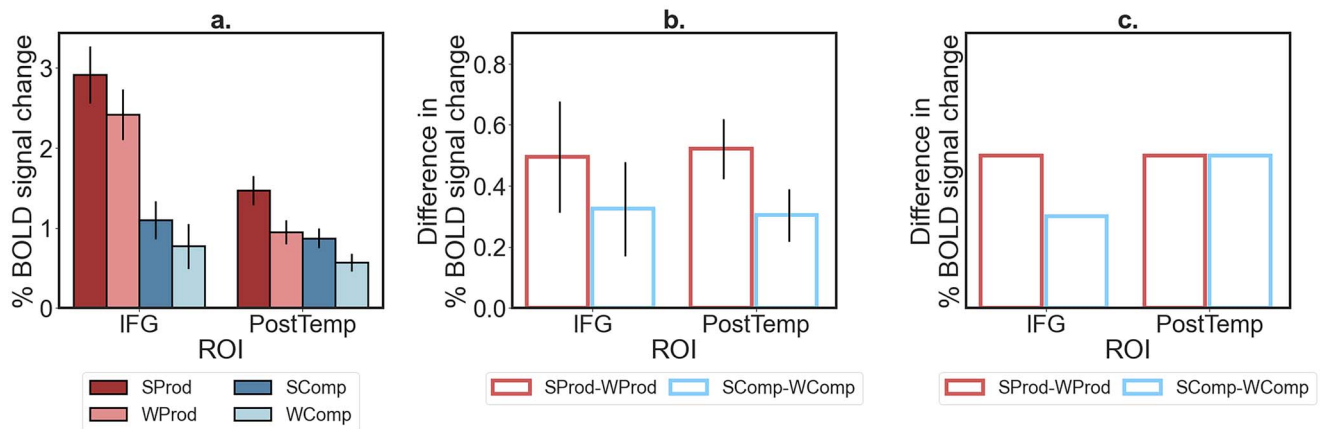 a.
% BOLD signal change
3
2
1
0
IFG PostTemp
ROI
SProd SComp
WProd WComp
b.
Difference in
% BOLD signal change
0.8
0.6
0.4
0.2
0.0
IFG PostTemp
ROI
SProd-WProd SComp-WComp
c.
Difference in
% BOLD signal change
IFG PostTemp
ROI
SProd-WProd SComp-WComp